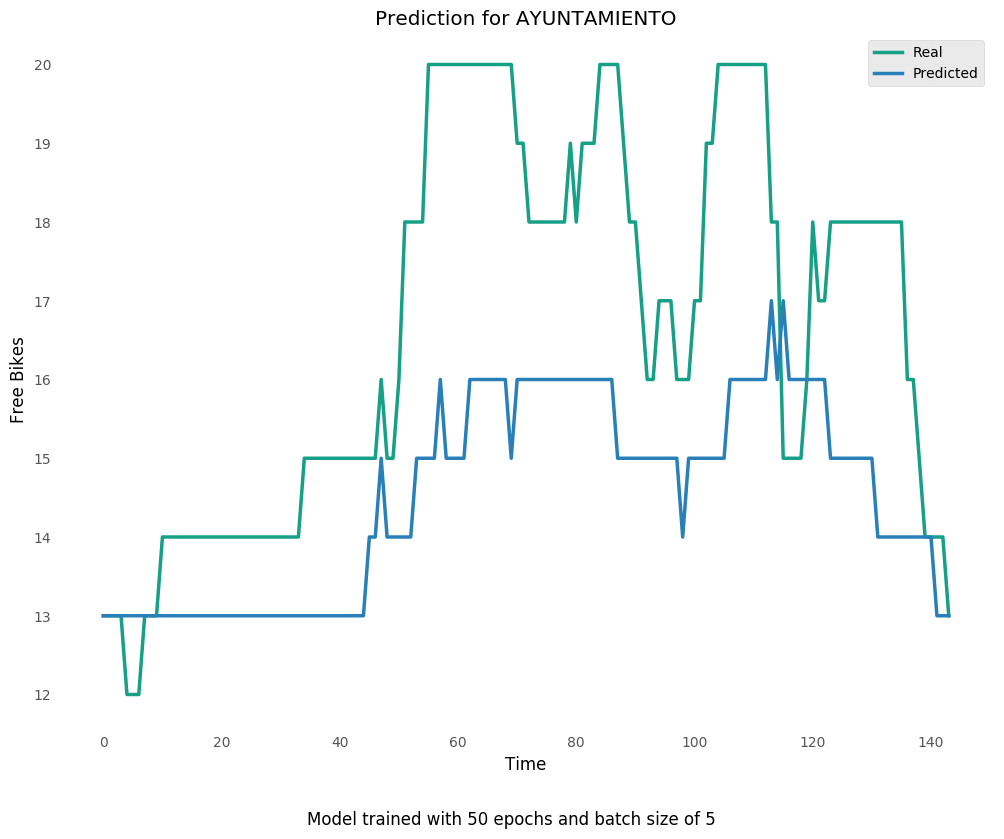 Prediction for AYUNTAMIENTO
Real
Predicted
20
19
18
17
16
15
14
13
12
Free Bikes
0 20 40 60 80 100 120 140
Time
Model trained with 50 epochs and batch size of 5